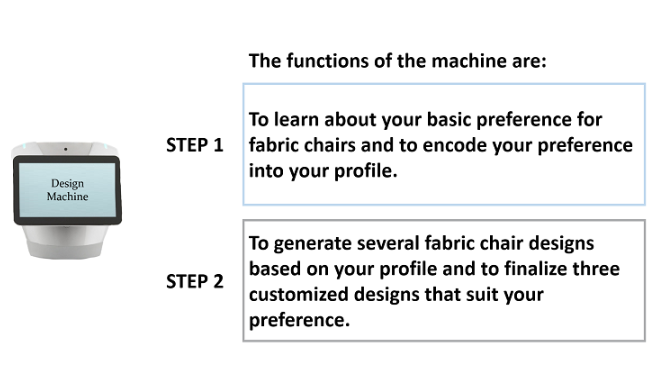 The functions of the machine are:
STEP 1
To learn about your basic preference for
fabric chairs and to encode your preference
into your profile.
Design
Machine
STEP 2
To generate several fabric chair designs
based on your profile and to finalize three
customized designs that suit your
preference.